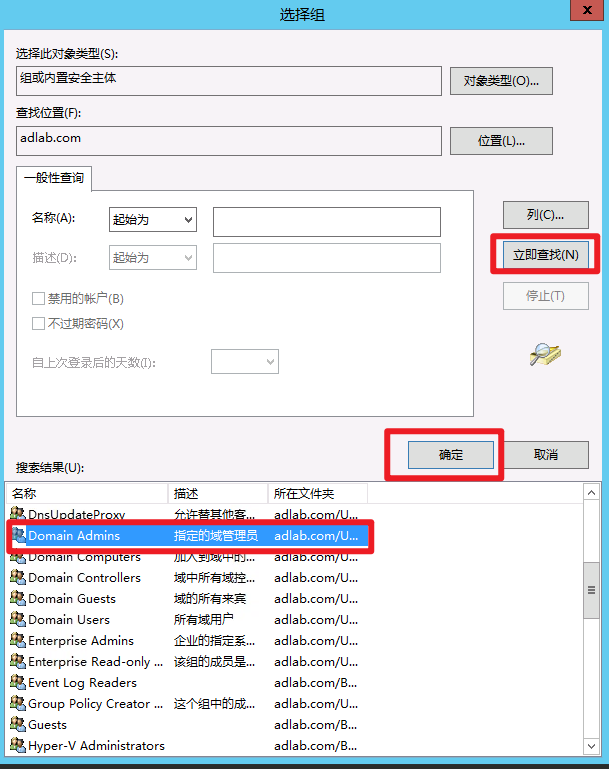 选择组
x
选择此对象类型(S):
组或内置安全主体
对象类型(O)...
查找位置(F):
adlab.com
位置(L)...
一般性查询
名称(A):
起始为
列(C)...
描述(D):
起始为
立即查找(N)
禁用的帐户(B)
停止(T)
不过期密码(X)
自上次登录后的天数(I):
确定
取消
搜索结果(U):
名称 描述 所在文件夹
DnsUpdateProxy 允许替其他客... adlab.com/U...
Domain Admins 指定的域管理员 adlab.com/U...
Domain Computers 加入到域中的... adlab.com/U...
Domain Controllers 域中所有域控... adlab.com/U...
Domain Guests 域的所有来宾 adlab.com/U...
Domain Users 所有域用户 adlab.com/U...
Enterprise Admins 企业的指定系... adlab.com/U...
Enterprise Read-only ... 该组的成员是... adlab.com/U...
Event Log Readers adlab.com/B...
Group Policy Creator ... 这个组中的成... adlab.com/U...
Guests adlab.com/B...
Hyper-V Administrators adlab.com/B...